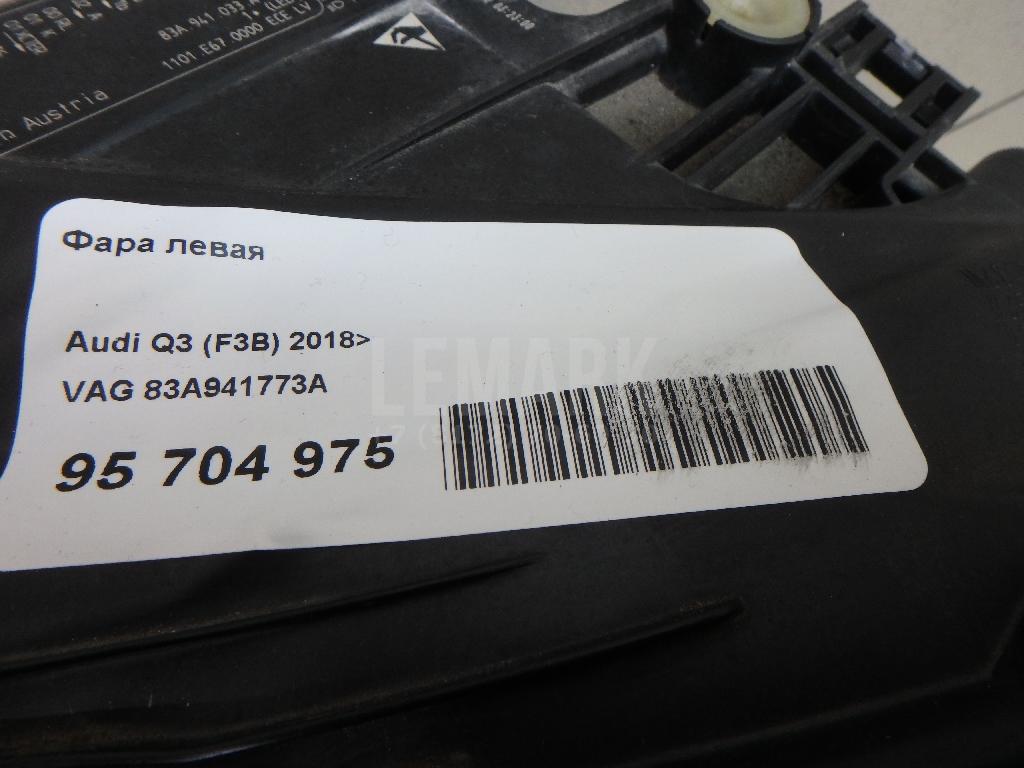 83A 941 033
1101 E67 0000 ECE LV
Austria
Фара левая
Audi Q3 (F3B) 2018>
VAG 83A941773A
95 704 975
LEMARK